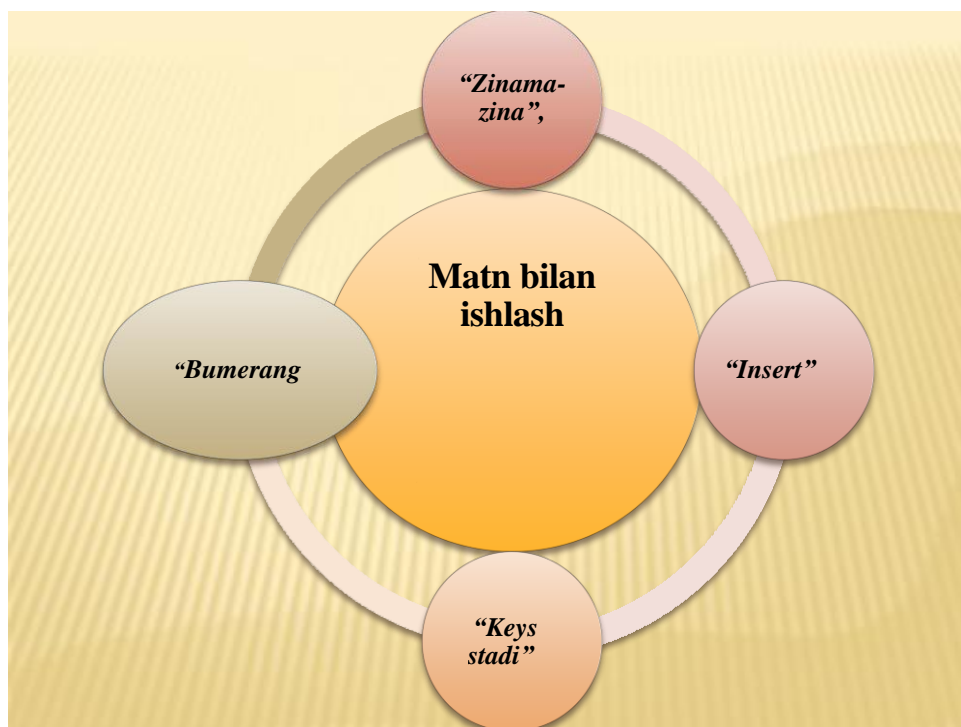 “Zinama-
zina”,
Matn bilan
ishlash
“Bumerang
“Insert”
“Keys
stadi”